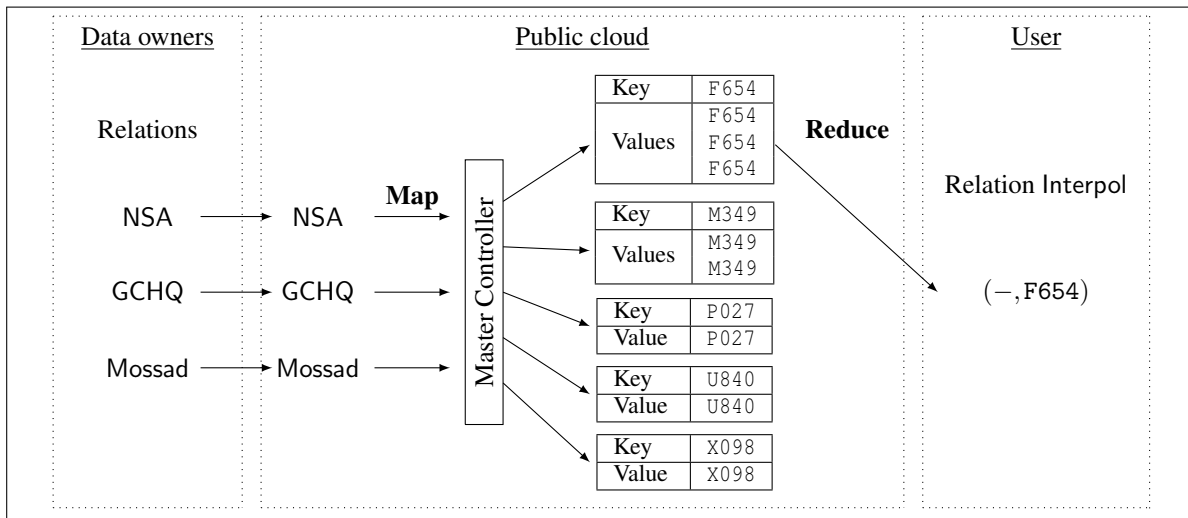 Data owners
Public cloud
User
Relations
NSA
GCHQ
Mossad
NSA
GCHQ
Mossad
Map
Master Controller
Key F654
Values F654
F654
F654
Key M349
Values M349
M349
Key P027
Value P027
Key U840
Value U840
Key X098
Value X098
Reduce
Relation Interpol
(−,F654)